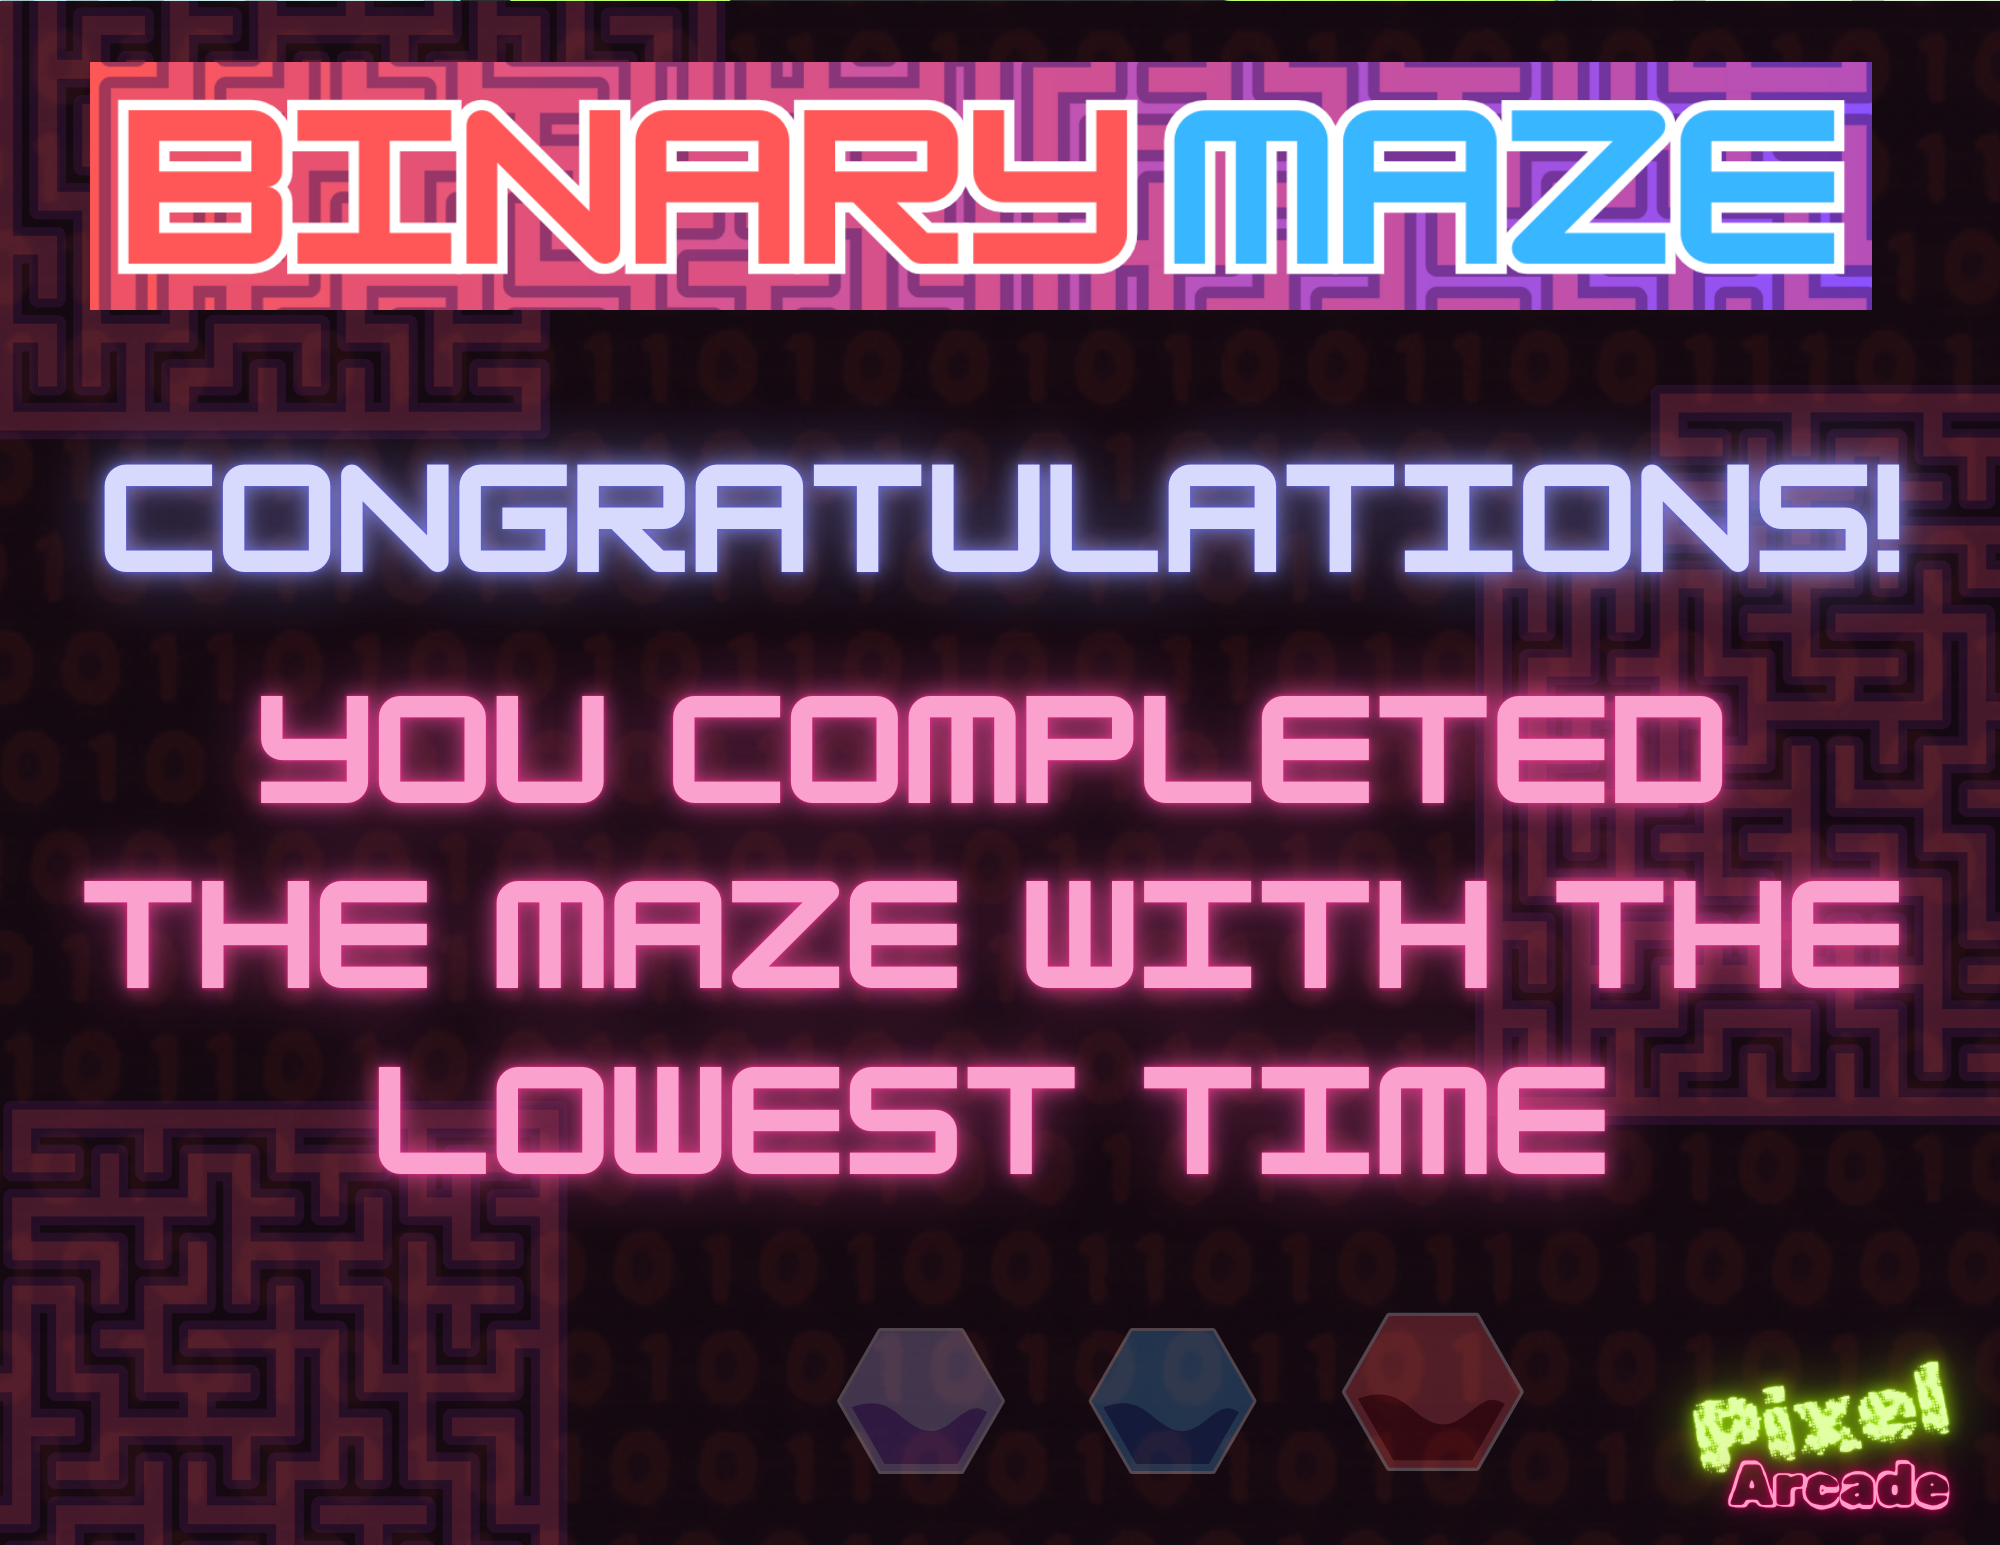 BINARY MAZE
CONGRATULATIONS!
YOU COMPLETED
THE MAZE WITH THE
LOWEST TIME
pixel
Arcade